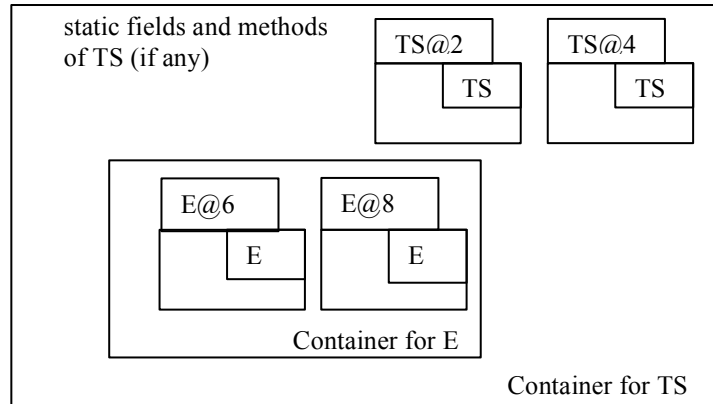 static fields and methods
of TS (if any)
TS@2
TS@4
TS
TS
E@6
E@8
E
E
Container for E
Container for TS